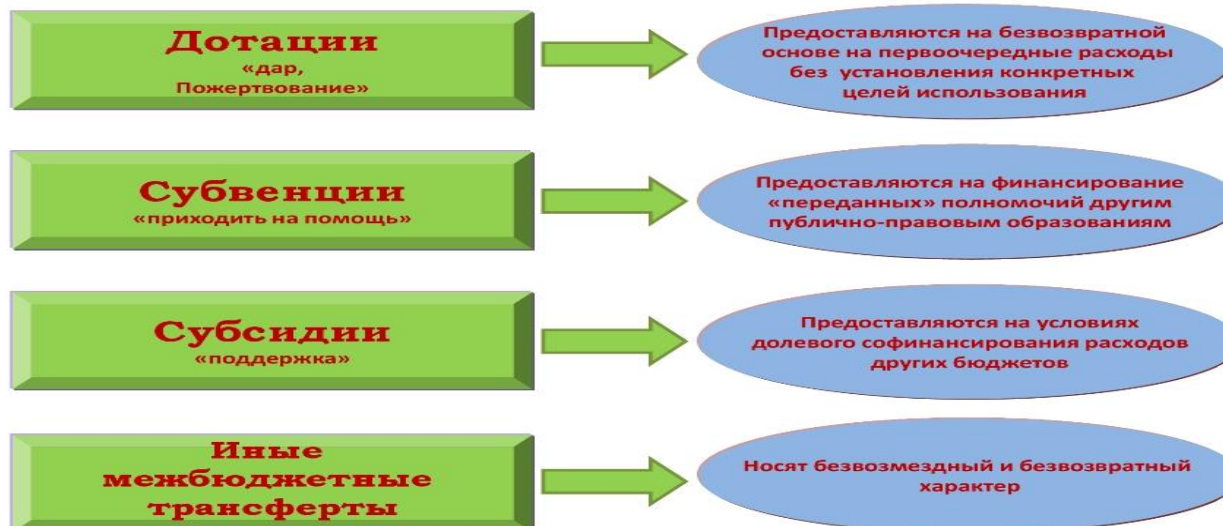 Дотации
«дар,
Пожертвование»
Предоставляются на безвозвратной
основе на первоочередные расходы
без установления конкретных
целей использования
Субвенции
«приходить на помощь»
Предоставляются на финансирование
«переданных» полномочий другим
публично-правовым образованиям
Субсидии
«поддержка»
Предоставляются на условиях
долевого софинансирования расходов
других бюджетов
Иные
межбюджетные
трансферты
Носят безвозмездный и безвозвратный
характер